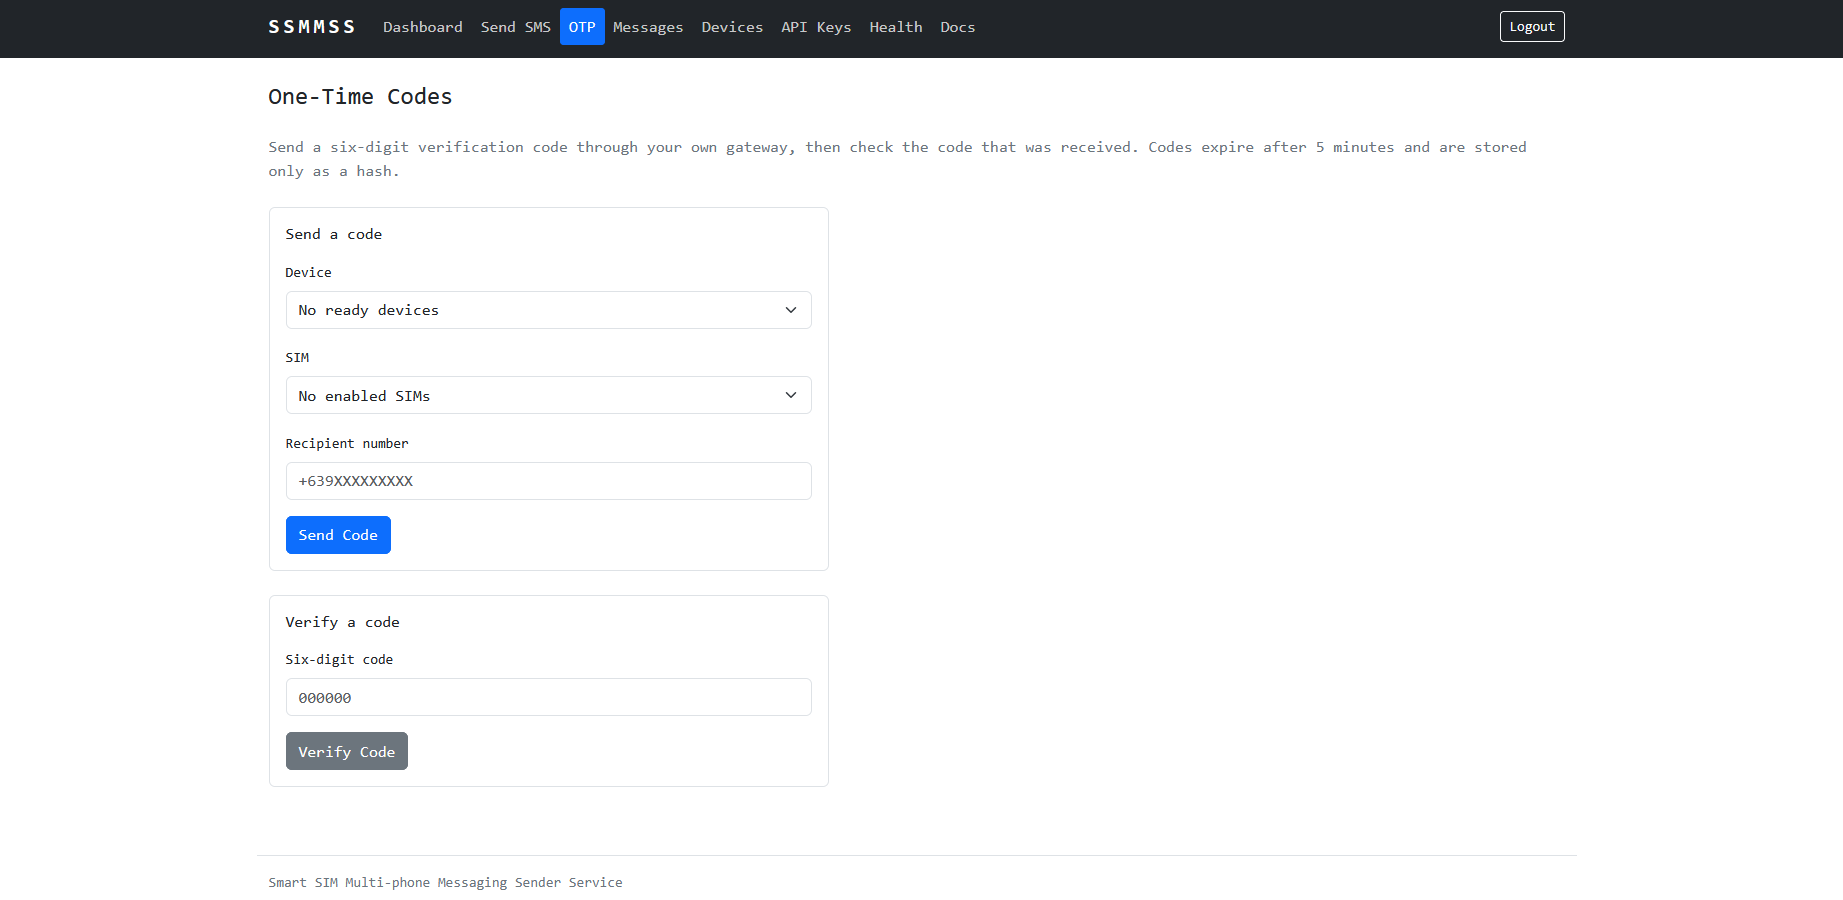 SSMMSS Dashboard Send SMS OTP Messages Devices API Keys Health Docs Logout
One-Time Codes
Send a six-digit verification code through your own gateway, then check the code that was received. Codes expire after 5 minutes and are stored
only as a hash.
Send a code
Device
No ready devices
SIM
No enabled SIMs
Recipient number
+639XXXXXXXXX
Send Code
Verify a code
Six-digit code
000000
Verify Code
Smart SIM Multi-phone Messaging Sender Service